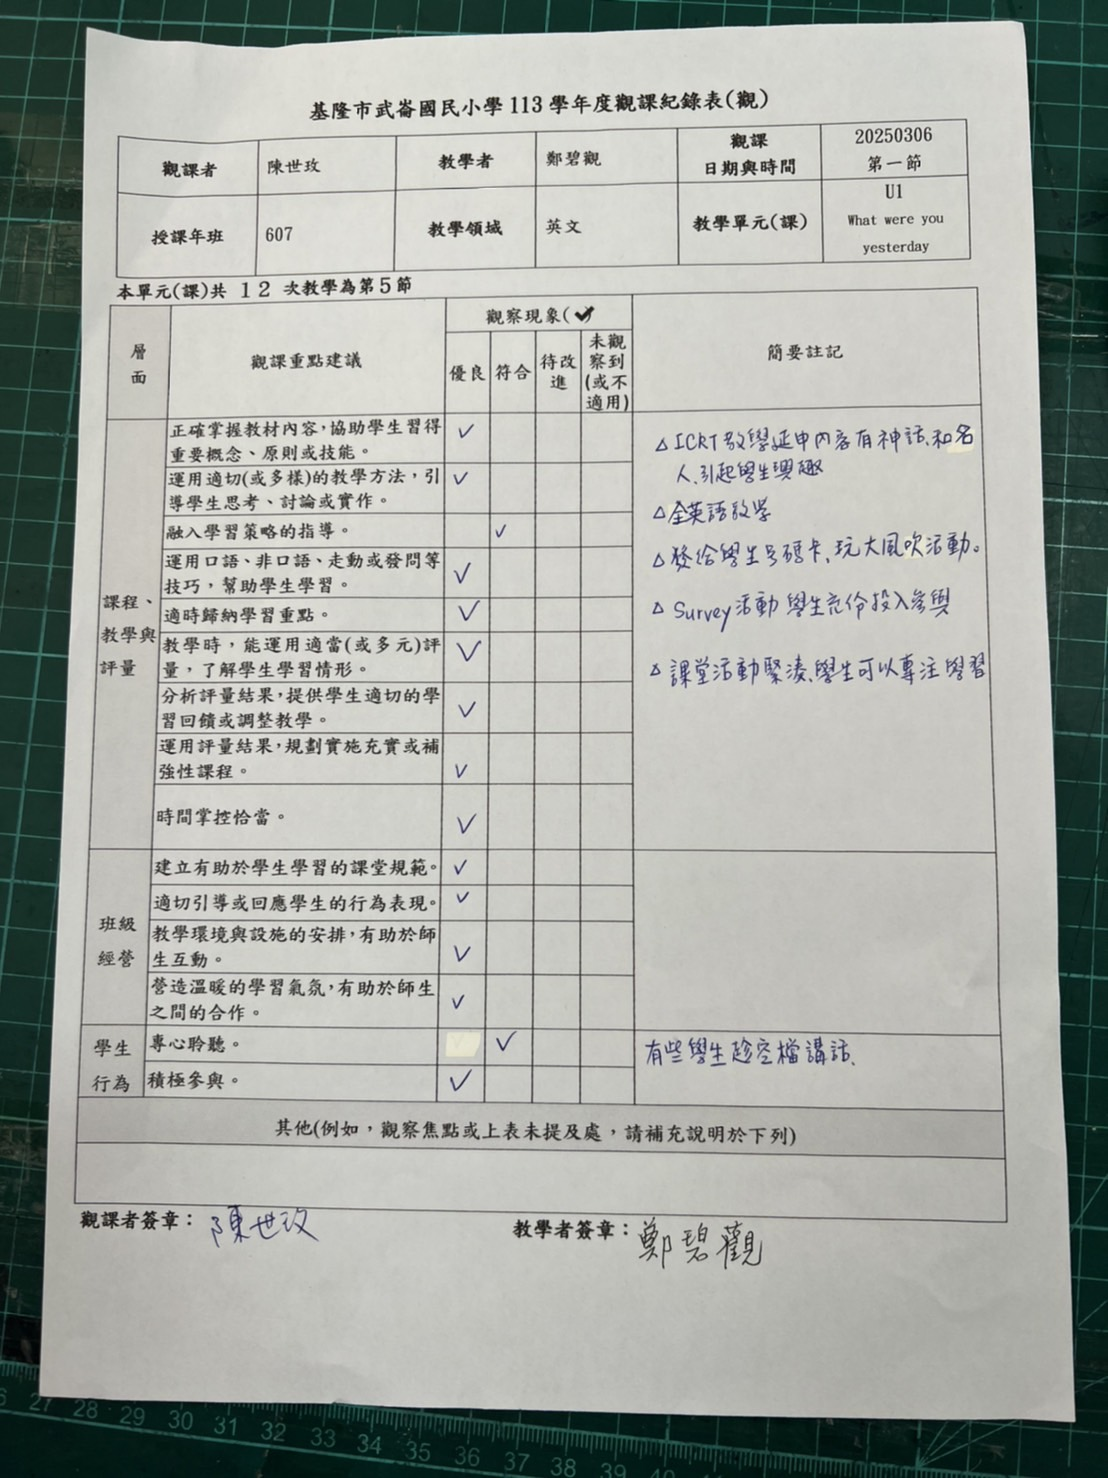 基隆市武崙國民小學 113 學年度觀課紀錄表(觀)
觀課者 陳世玫 教學者 鄭碧觀 觀課日期與時間 20250306 第一節
授課年班 607 教學領域 英文 教學單元(課) U1 What were you yesterday
本單元(課)共 12 次教學為第5節
層面 觀課重點建議 觀察現象(✔) 簡要註記
優良 符合 待改進 未觀察到(或不適用)
課程、教學與評量
正確掌握教材內容,協助學生習得
重要概念、原則或技能。 ✓
運用適切(或多樣)的教學方法,引
導學生思考、討論或實作。 ✓
融入學習策略的指導。 ✓
運用口語、非口語、走動或發問等
技巧,幫助學生學習。 ✓
適時歸納學習重點。 ✓
教學時,能運用適當(或多元)評
量,了解學生學習情形。 ✓
分析評量結果,提供學生適切的學
習回饋或調整教學。 ✓
運用評量結果,規劃實施充實或補
強性課程。 ✓
時間掌控恰當。 ✓
△ICRT教學延申內容有神話、和名
人、引起學生興趣
△全英語教學
△發給學生号碼卡、玩大風吹活動。
△Survey活動 學生充份投入參與
△課堂活動緊湊、學生可以專注學習
班級經營
建立有助於學生學習的課堂規範。 ✓
適切引導或回應學生的行為表現。 ✓
教學環境與設施的安排,有助於師
生互動。 ✓
營造溫暖的學習氣氛,有助於師生
之間的合作。 ✓
學生行為
專心聆聽。 ✓ 有些學生趁空檔講話、
積極參與。 ✓
其他(例如,觀察焦點或上表未提及處,請補充說明於下列)
觀課者簽章: 陳世玫 教學者簽章: 鄭碧觀
27 28 29 30 31 32 33 34 35 36 37 38 39 40